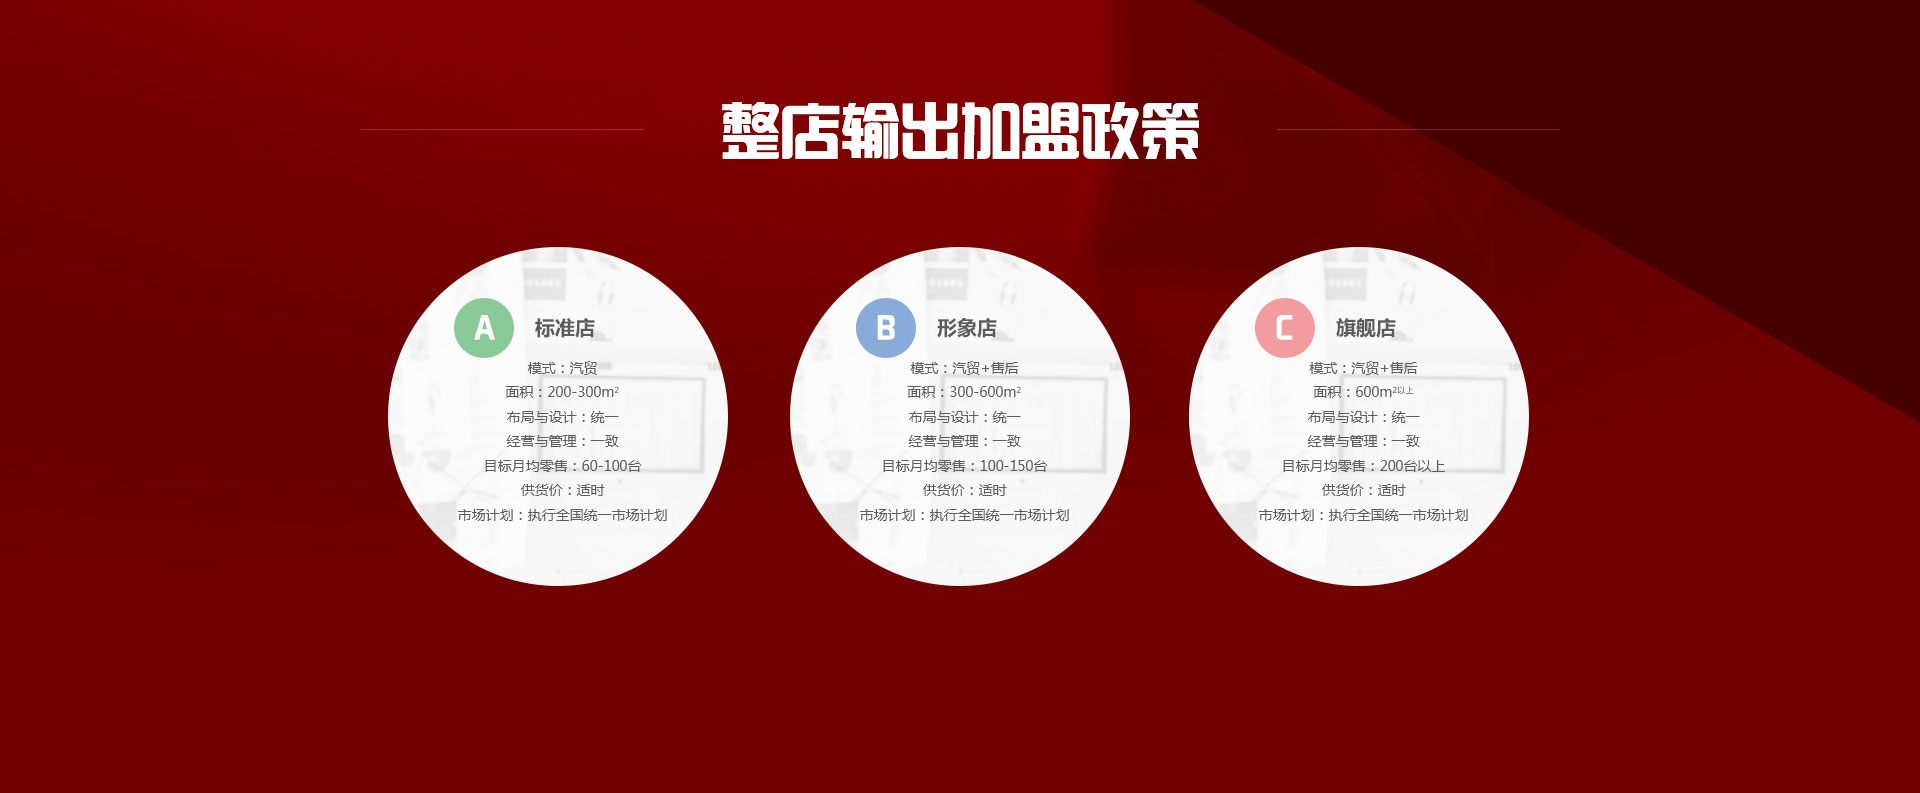 整店输出加盟政策
A 标准店
模式：汽贸
面积：200-300m²
布局与设计：统一
经营与管理：一致
目标月均零售：60-100台
供货价：适时
市场计划：执行全国统一市场计划
B 形象店
模式：汽贸+售后
面积：300-600m²
布局与设计：统一
经营与管理：一致
目标月均零售：100-150台
供货价：适时
市场计划：执行全国统一市场计划
C 旗舰店
模式：汽贸+售后
面积：600m²以上
布局与设计：统一
经营与管理：一致
目标月均零售：200台以上
供货价：适时
市场计划：执行全国统一市场计划